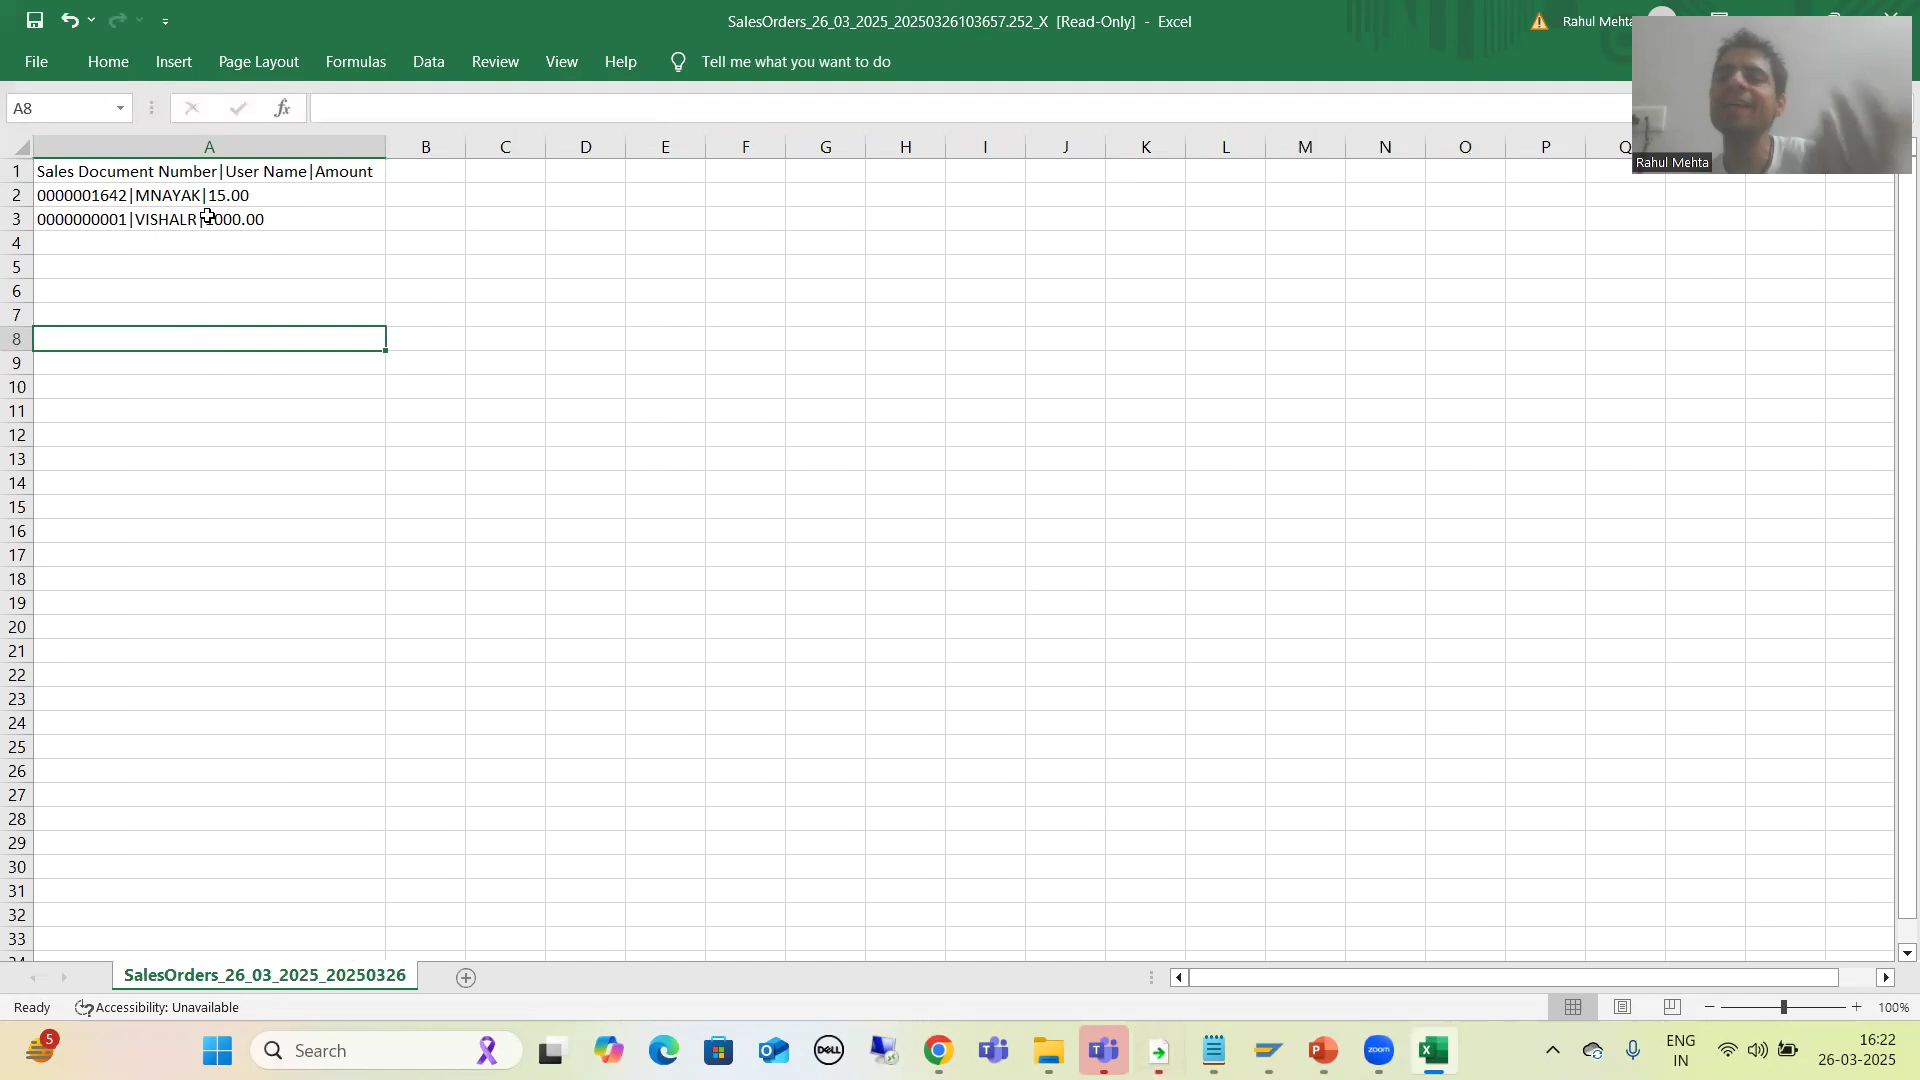 SalesOrders_26_03_2025_20250326103657.252_X [Read-Only] - Excel
Rahul Mehta
File Home Insert Page Layout Formulas Data Review View Help Tell me what you want to do
A8
fx
A B C D E F G H I J K L M N O P Q
1 Sales Document Number|User Name|Amount
2 0000001642|MNAYAK|15.00
3 0000000001|VISHALR|1000.00
4
5
6
7
8
9
10
11
12
13
14
15
16
17
18
19
20
21
22
23
24
25
26
27
28
29
30
31
32
33
Rahul Mehta
SalesOrders_26_03_2025_20250326
Ready Accessibility: Unavailable
100%
5
Search
DELL
zoom
ENG
IN
16:22
26-03-2025